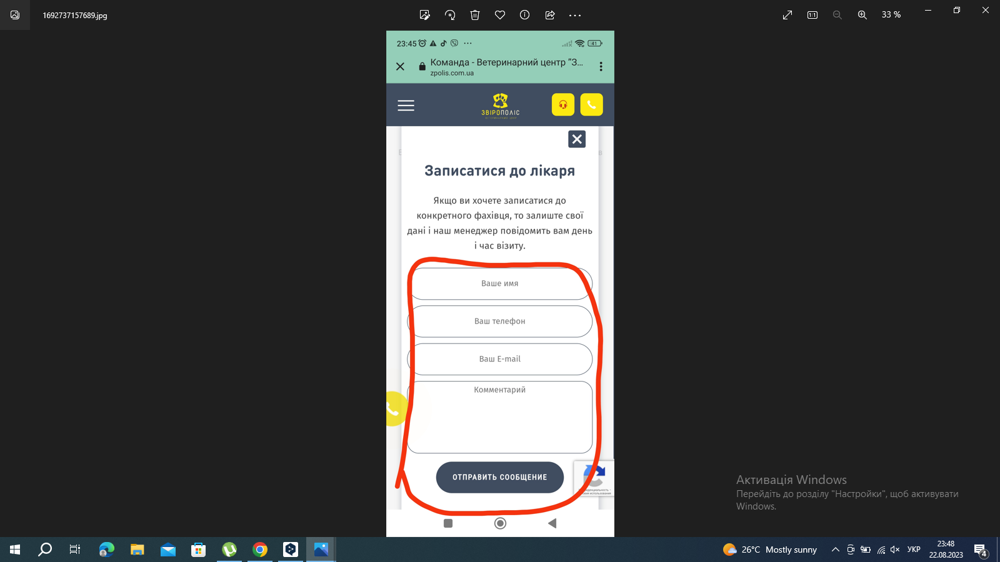 1692737157689.jpg
33 %
23:45
41
Команда - Ветеринарний центр "З...
zpolis.com.ua
ЗВІРОПОЛІС
Записатися до лікаря
Якщо ви хочете записатися до
конкретного фахівця, то залиште свої
дані і наш менеджер повідомить вам день
і час візиту.
Ваше имя
Ваш телефон
Ваш E-mail
Комментарий
ОТПРАВИТЬ СООБЩЕНИЕ
Активація Windows
Перейдіть до розділу "Настройки", щоб активувати
Windows.
26°C Mostly sunny
УКР
23:48
22.08.2023
4